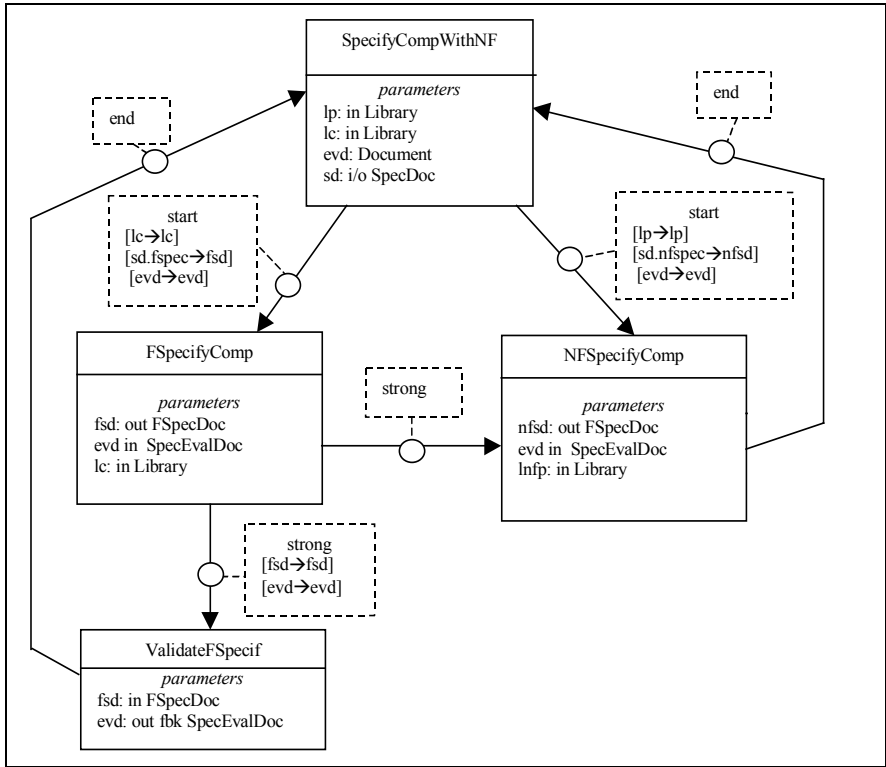 SpecifyCompWithNF
parameters
lp: in Library
lc: in Library
evd: Document
sd: i/o SpecDoc
end
end
start
[lc→lc]
[sd.fspec→fsd]
[evd→evd]
start
[lp→lp]
[sd.nfspec→nfsd]
[evd→evd]
FSpecifyComp
parameters
fsd: out FSpecDoc
evd in SpecEvalDoc
lc: in Library
strong
NFSpecifyComp
parameters
nfsd: out FSpecDoc
evd in SpecEvalDoc
lnfp: in Library
strong
[fsd→fsd]
[evd→evd]
ValidateFSpecif
parameters
fsd: in FSpecDoc
evd: out fbk SpecEvalDoc